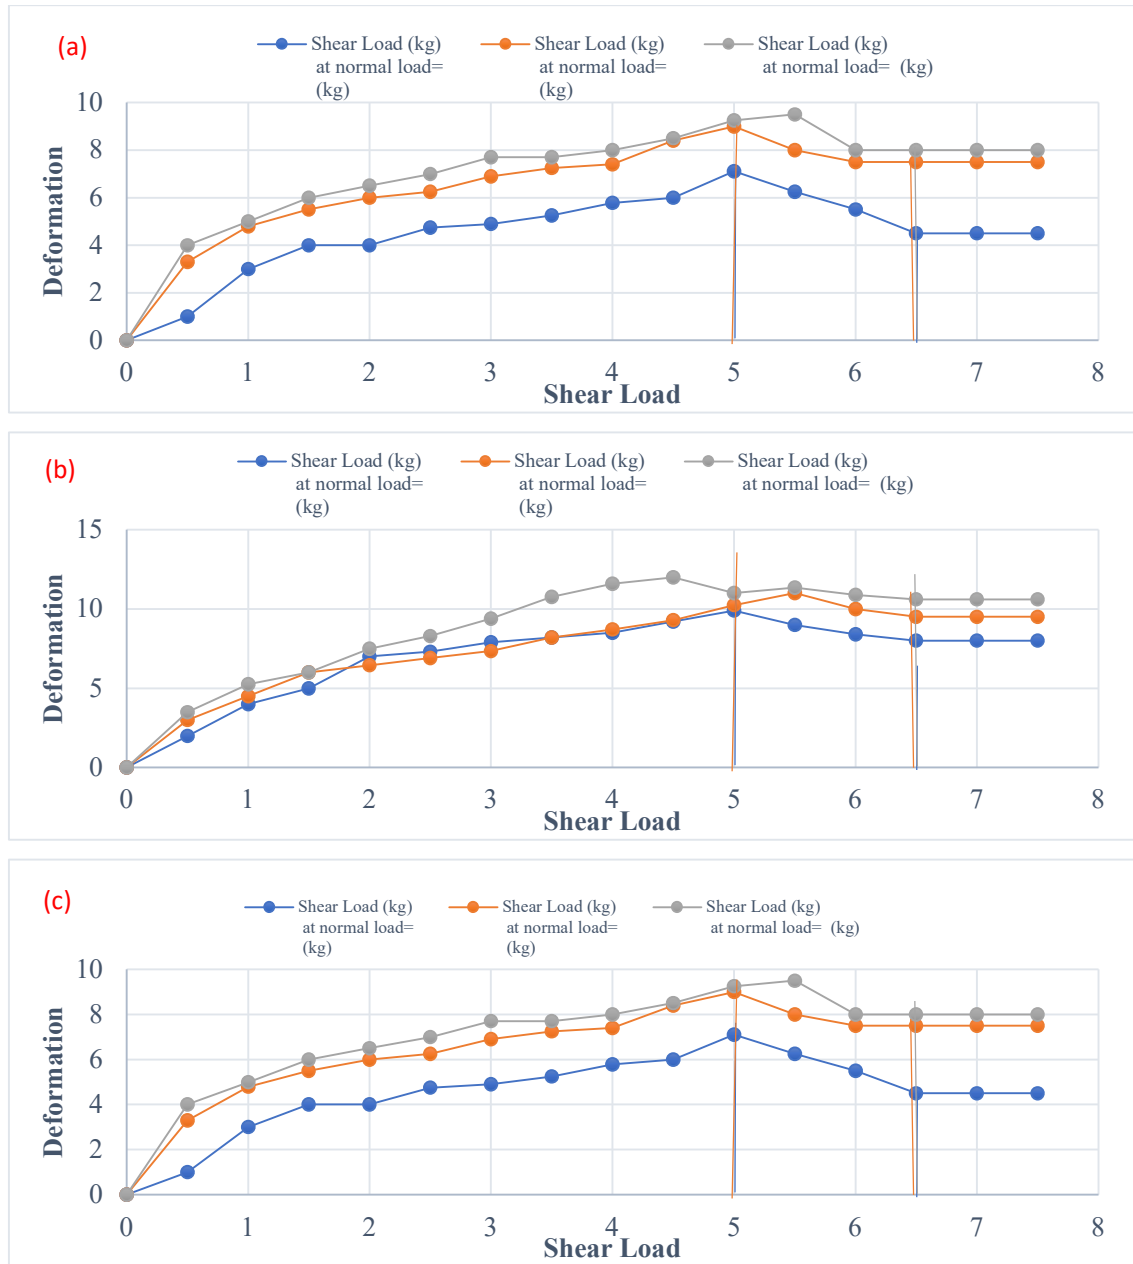 (a)
Shear Load (kg) Shear Load (kg) Shear Load (kg)
at normal load= at normal load= at normal load= (kg)
(kg) (kg)
10
8
6
4
2
0
Deformation
0 1 2 3 4 5 6 7 8
Shear Load
(b)
Shear Load (kg) Shear Load (kg) Shear Load (kg)
at normal load= at normal load= at normal load= (kg)
(kg) (kg)
15
10
5
0
Deformation
0 1 2 3 4 5 6 7 8
Shear Load
(c)
Shear Load (kg) Shear Load (kg) Shear Load (kg)
at normal load= at normal load= at normal load= (kg)
(kg) (kg)
10
8
6
4
2
0
Deformation
0 1 2 3 4 5 6 7 8
Shear Load